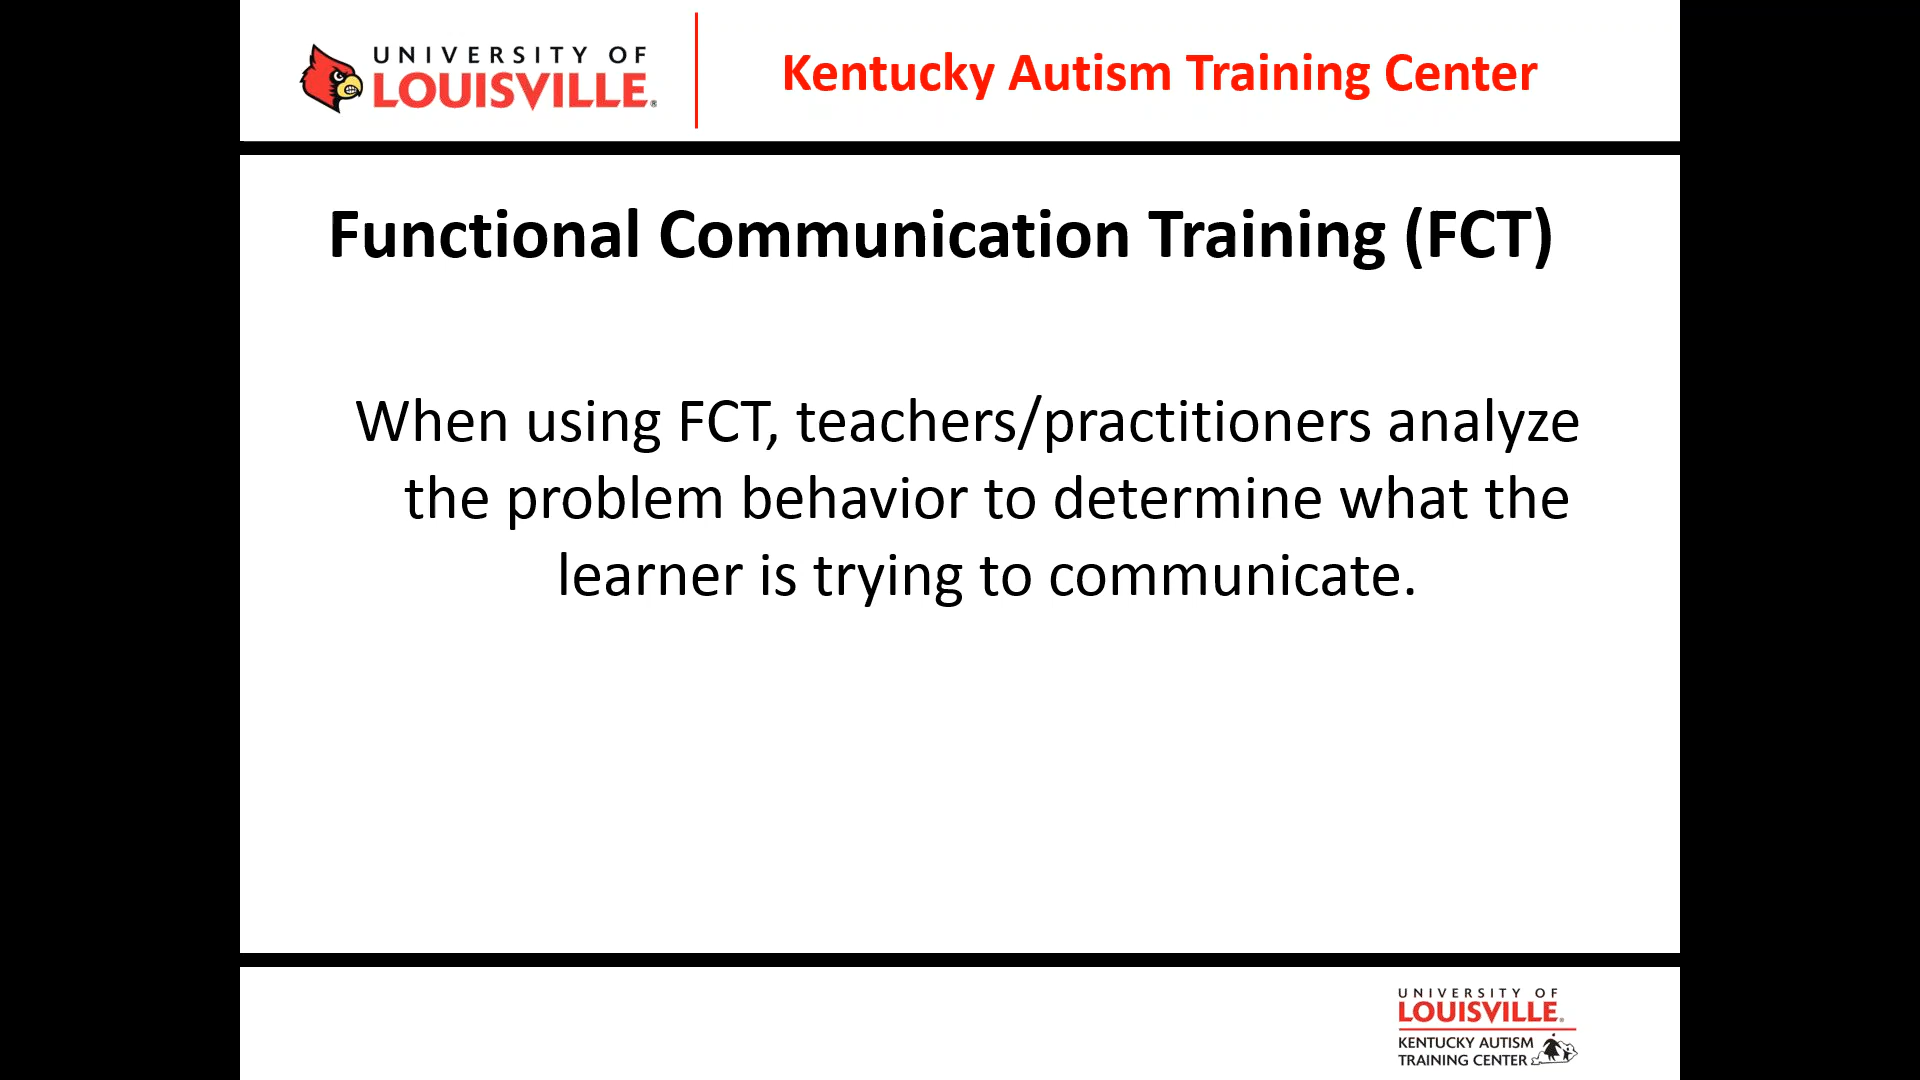 UNIVERSITY OF
LOUISVILLE®
Kentucky Autism Training Center
Functional Communication Training (FCT)
When using FCT, teachers/practitioners analyze
the problem behavior to determine what the
learner is trying to communicate.
UNIVERSITY OF
LOUISVILLE®
KENTUCKY AUTISM
TRAINING CENTER